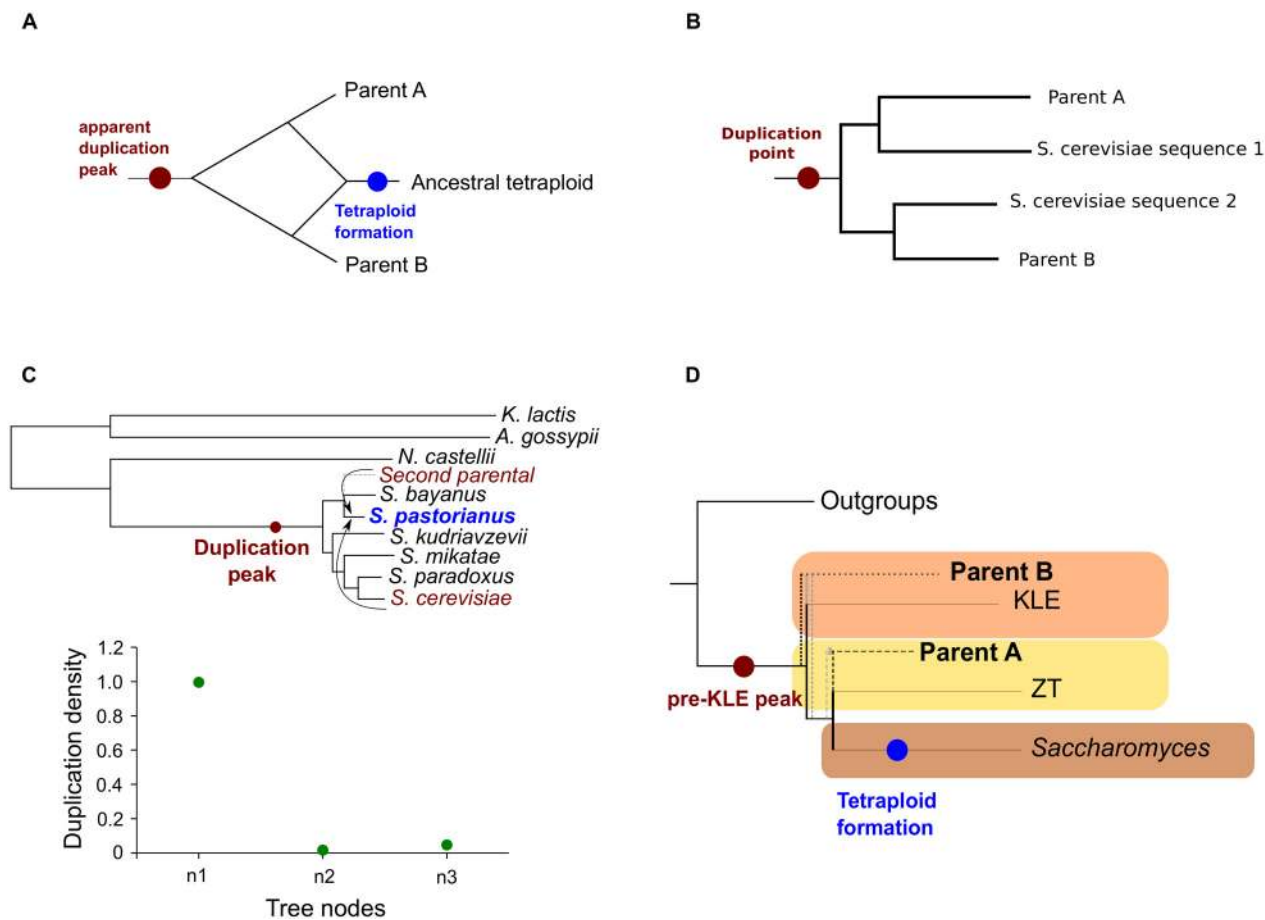 A
Parent A
apparent
duplication
peak
Ancestral tetraploid
Tetraploid
formation
Parent B
B
Parent A
Duplication
point
S. cerevisiae sequence 1
S. cerevisiae sequence 2
Parent B
C
K. lactis
A. gossypii
N. castellii
Second parental
S. bayanus
S. pastorianus
S. kudriavzevii
Duplication
peak
S. mikatae
S. paradoxus
S. cerevisiae
Duplication density
1.2
1.0
0.8
0.6
0.4
0.2
0
n1
n2
n3
Tree nodes
D
Outgroups
Parent B
KLE
Parent A
pre-KLE peak
ZT
Saccharomyces
Tetraploid
formation